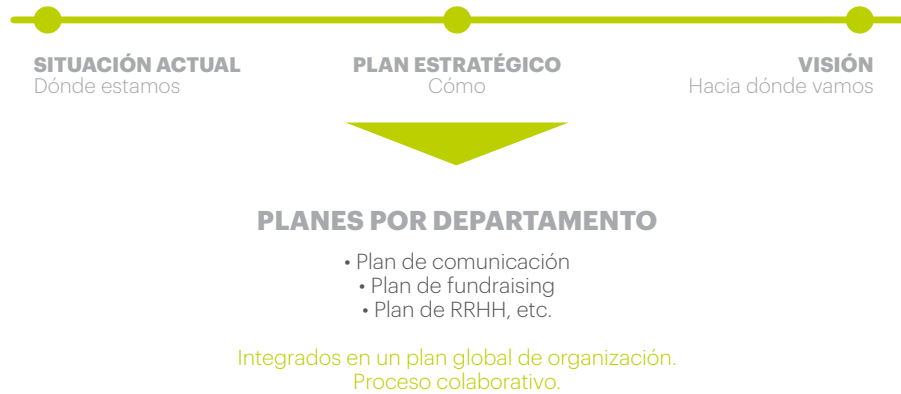 SITUACIÓN ACTUAL
Dónde estamos
PLAN ESTRATÉGICO
Cómo
VISIÓN
Hacia dónde vamos
PLANES POR DEPARTAMENTO
• Plan de comunicación
• Plan de fundraising
• Plan de RRHH, etc.
Integrados en un plan global de organización.
Proceso colaborativo.